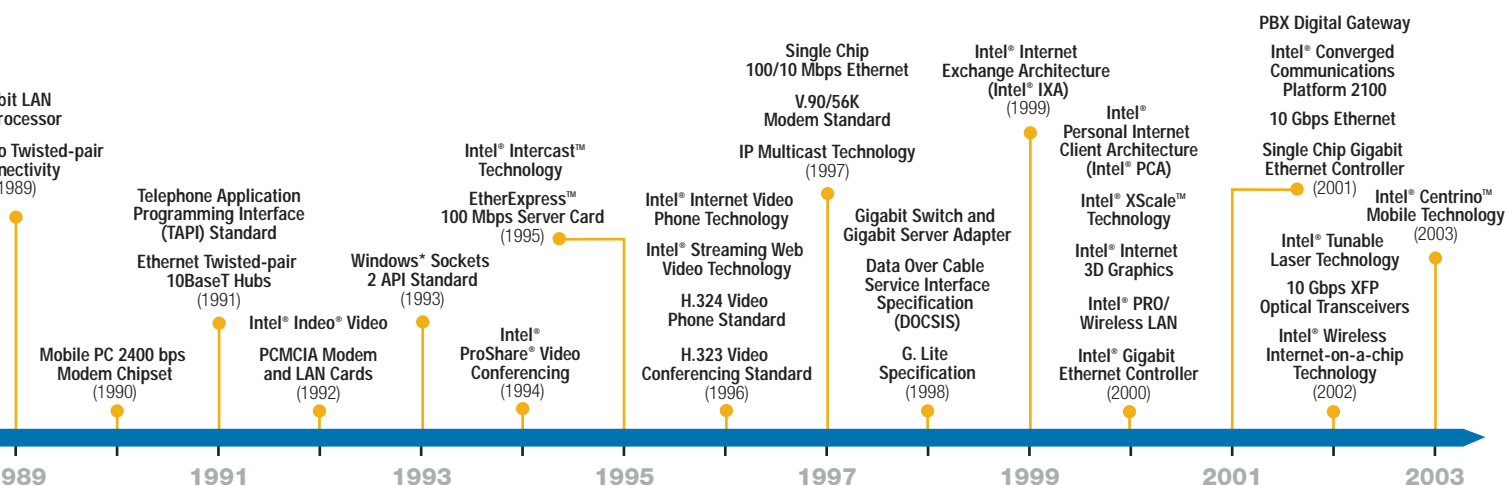 bit LAN
rocessor
o Twisted-pair
nectivity
1989)
Mobile PC 2400 bps
Modem Chipset
(1990)
Telephone Application
Programming Interface
(TAPI) Standard
Ethernet Twisted-pair
10BaseT Hubs
(1991)
Intel® Indeo® Video
PCMCIA Modem
and LAN Cards
(1992)
Windows* Sockets
2 API Standard
(1993)
Intel®
ProShare® Video
Conferencing
(1994)
Intel® Intercast™
Technology
EtherExpress™
100 Mbps Server Card
(1995)
Intel® Internet Video
Phone Technology
Intel® Streaming Web
Video Technology
H.324 Video
Phone Standard
H.323 Video
Conferencing Standard
(1996)
Single Chip
100/10 Mbps Ethernet
V.90/56K
Modem Standard
IP Multicast Technology
(1997)
Gigabit Switch and
Gigabit Server Adapter
Data Over Cable
Service Interface
Specification
(DOCSIS)
G. Lite
Specification
(1998)
Intel® Internet
Exchange Architecture
(Intel® IXA)
(1999)
Intel®
Personal Internet
Client Architecture
(Intel® PCA)
Intel® XScale™
Technology
Intel® Internet
3D Graphics
Intel® PRO/
Wireless LAN
Intel® Gigabit
Ethernet Controller
(2000)
PBX Digital Gateway
Intel® Converged
Communications
Platform 2100
10 Gbps Ethernet
Single Chip Gigabit
Ethernet Controller
(2001)
Intel® Tunable
Laser Technology
10 Gbps XFP
Optical Transceivers
Intel® Wireless
Internet-on-a-chip
Technology
(2002)
Intel® Centrino™
Mobile Technology
(2003)
989
1991
1993
1995
1997
1999
2001
2003